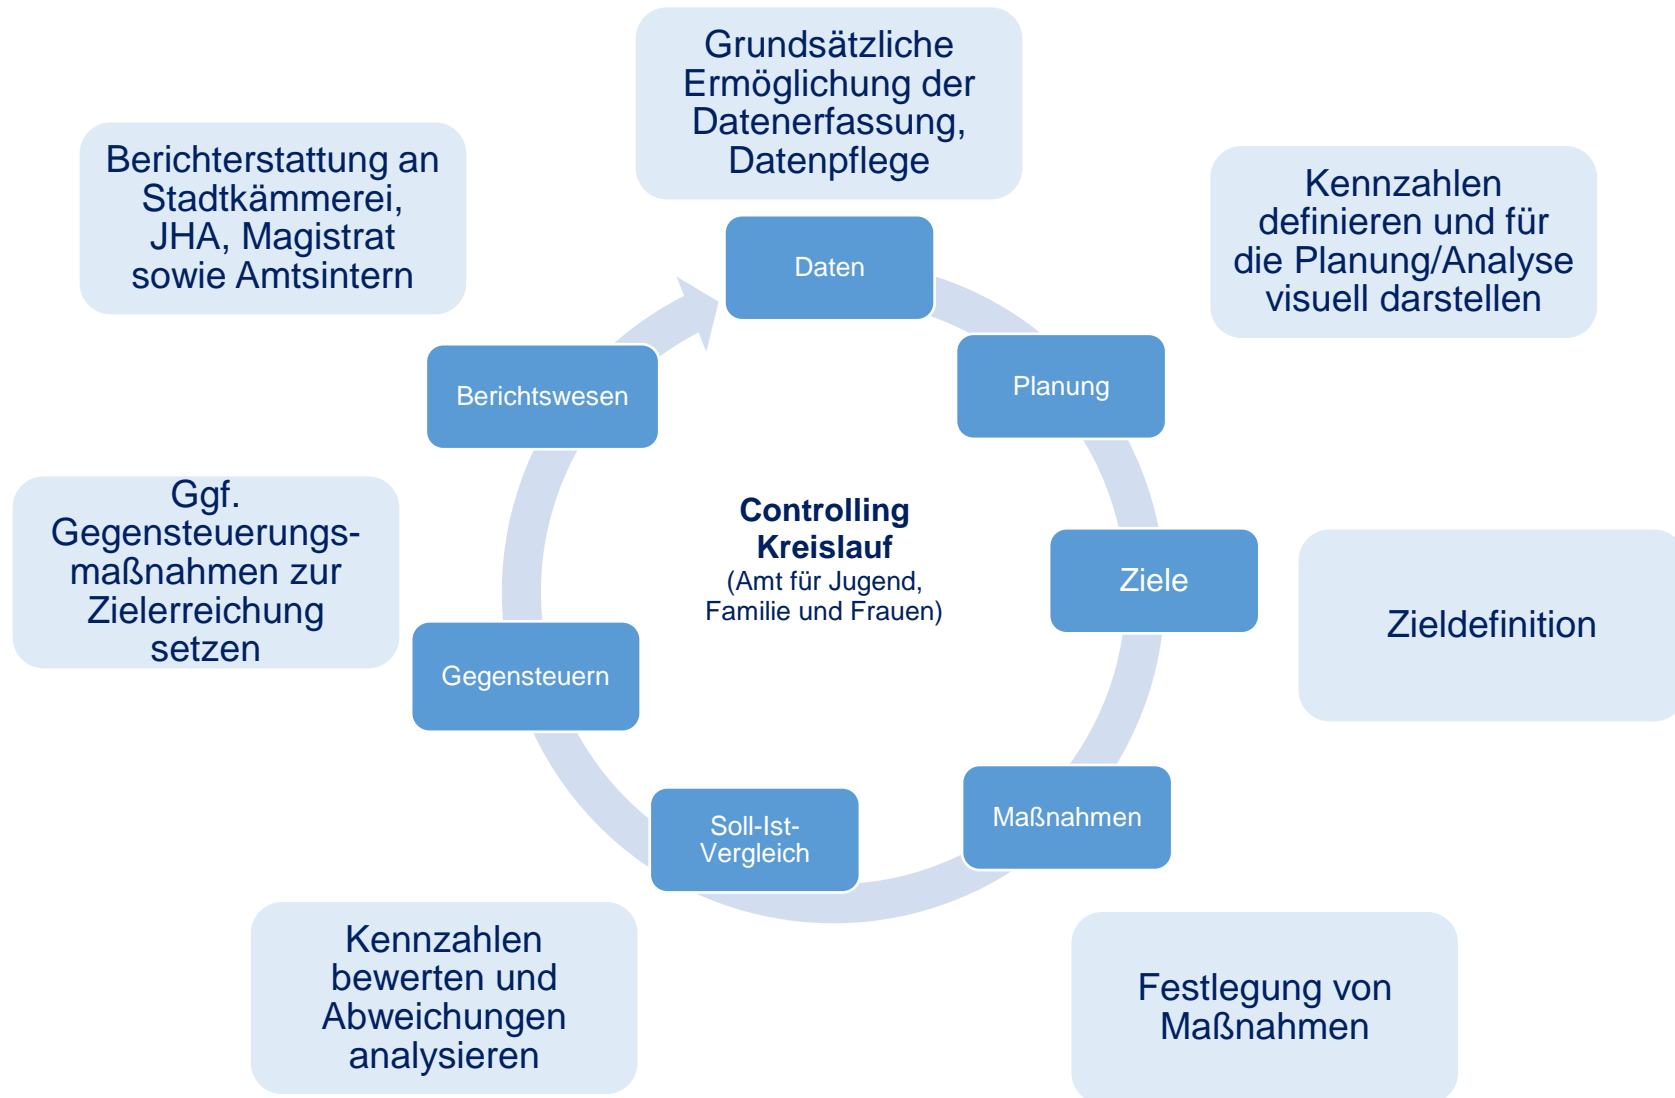 Grundsätzliche
Ermöglichung der
Datenerfassung,
Datenpflege
Daten
Kennzahlen
definieren und für
die Planung/Analyse
visuell darstellen
Planung
Ziele
Zieldefinition
Maßnahmen
Festlegung von
Maßnahmen
Soll-Ist-
Vergleich
Kennzahlen
bewerten und
Abweichungen
analysieren
Gegensteuern
Ggf.
Gegensteuerungs-
maßnahmen zur
Zielerreichung
setzen
Berichtswesen
Berichterstattung an
Stadtkämmerei,
JHA, Magistrat
sowie Amtsintern
Controlling
Kreislauf
(Amt für Jugend,
Familie und Frauen)